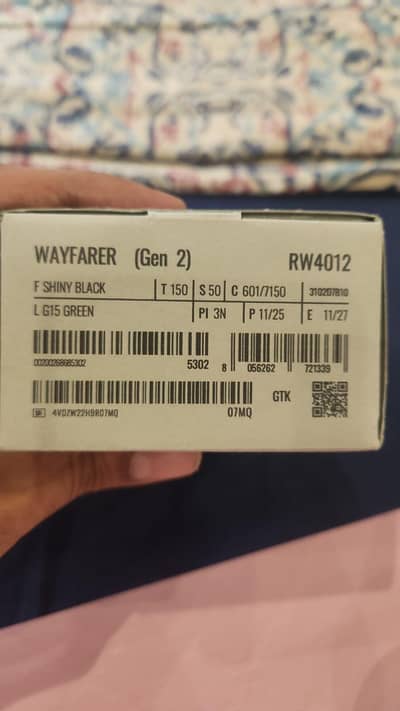 WAYFARER (Gen 2) RW4012
F SHINY BLACK T 150 S 50 C 601/7150 310207810
L G15 GREEN PI 3N P 11/25 E 11/27
5302 8 056262 721339
GTK
07MQ